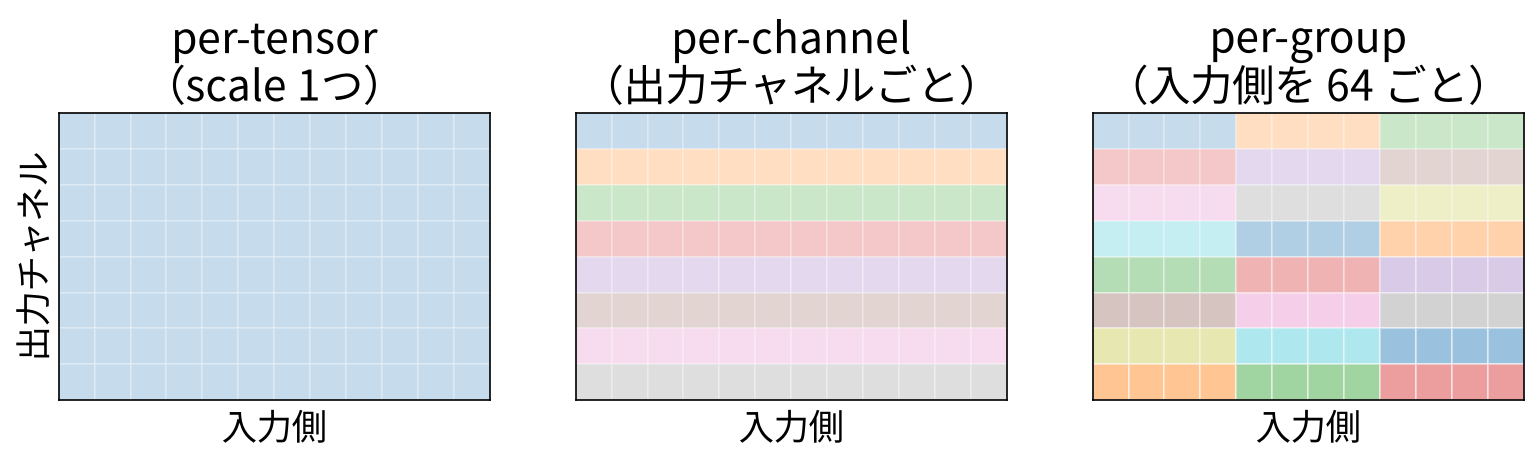 per-tensor
（scale 1つ）
出力チャネル
入力側
per-channel
（出力チャネルごと）
入力側
per-group
（入力側を 64 ごと）
入力側